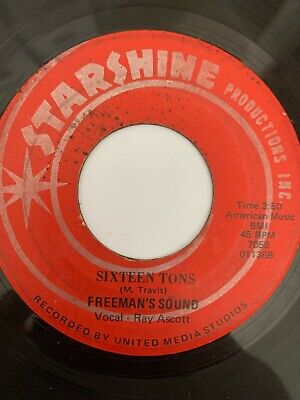 STARSHINE
PRODUCTIONS INC
Time 3:50
American Music
BMI
45 RPM
7059
01138B
SIXTEEN TONS
(M. Travis)
FREEMAN'S SOUND
Vocal - Ray Ascott
RECORDED BY UNITED MEDIA STUDIOS